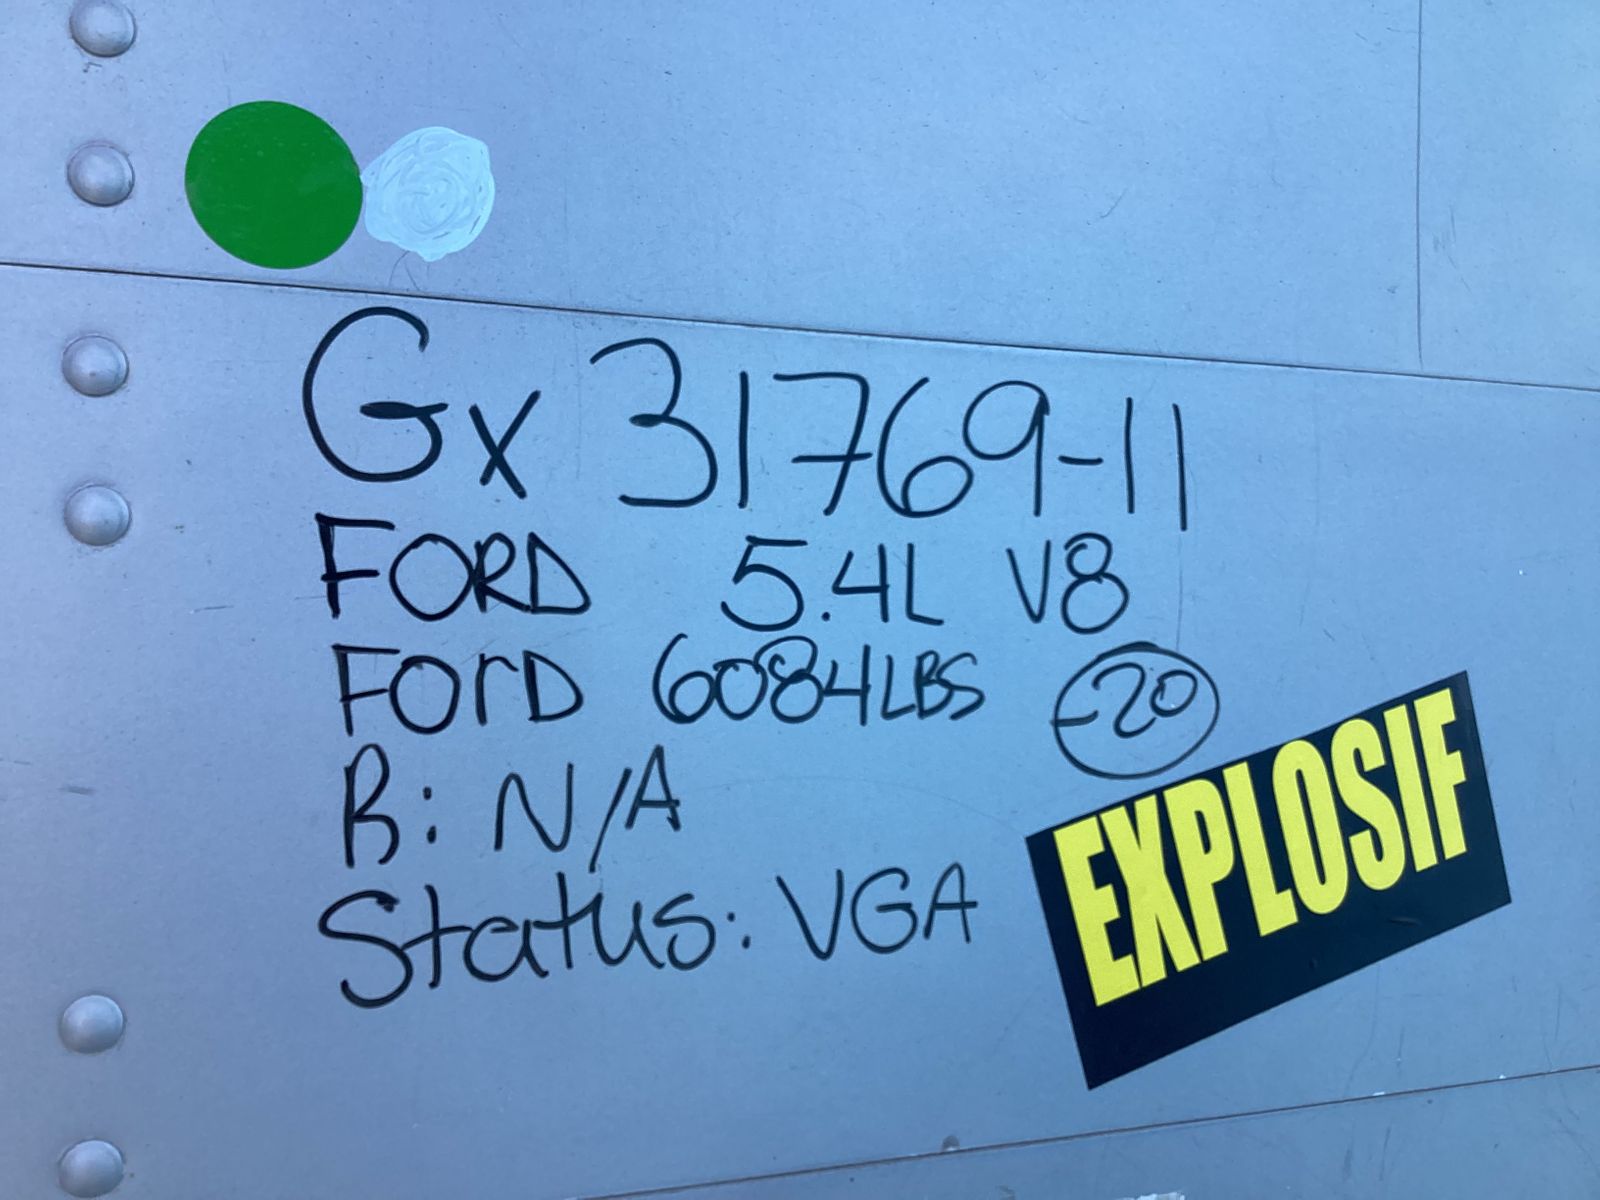 Gx 31769-11
FORD 5.4L V8
FOrD 6084LBS -20
R: N/A
Status: VGA
EXPLOSIF